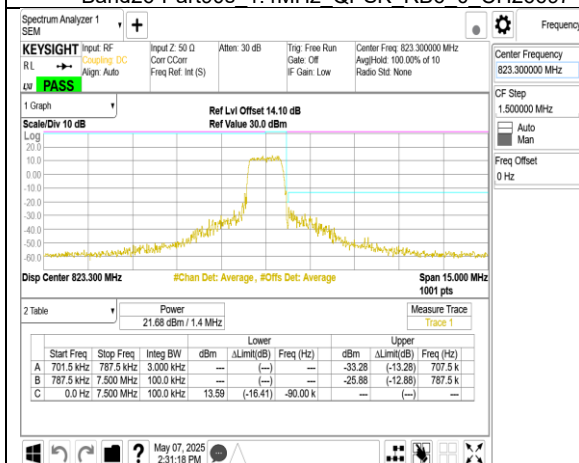 Spectrum Analyzer 1
SEM
Frequency
KEYSIGHT
Input: RF
Coupling: DC
Align: Auto
Input Z: 50 Ω
Corr CCorr
Freq Ref: Int (S)
Atten: 30 dB
Trig: Free Run
Gate: Off
IF Gain: Low
Center Freq: 823.300000 MHz
Avg|Hold: 100.00% of 10
Radio Std: None
RL
LXI
PASS
Center Frequency
823.300000 MHz
CF Step
1.500000 MHz
Auto
Man
Freq Offset
0 Hz
1 Graph
Scale/Div 10 dB
Ref Lvl Offset 14.10 dB
Ref Value 30.0 dBm
Log
20.0
10.0
0.00
-10.0
-20.0
-30.0
-40.0
-50.0
-60.0
Disp Center 823.300 MHz
#Chan Det: Average, #Offs Det: Average
Span 15.000 MHz
1001 pts
2 Table
Power
21.68 dBm / 1.4 MHz
Measure Trace
Trace 1
Lower Upper
Start Freq Stop Freq Integ BW dBm ∆Limit(dB) Freq (Hz) dBm ∆Limit(dB) Freq (Hz)
A 701.5 kHz 787.5 kHz 3.000 kHz --- (---) --- -33.28 (-13.28) 707.5 k
B 787.5 kHz 7.500 MHz 100.0 kHz --- (---) --- -25.88 (-12.88) 787.5 k
C 0.0 Hz 7.500 MHz 100.0 kHz 13.59 (-16.41) -90.00 k --- (---) ---
May 07, 2025
2:31:18 PM